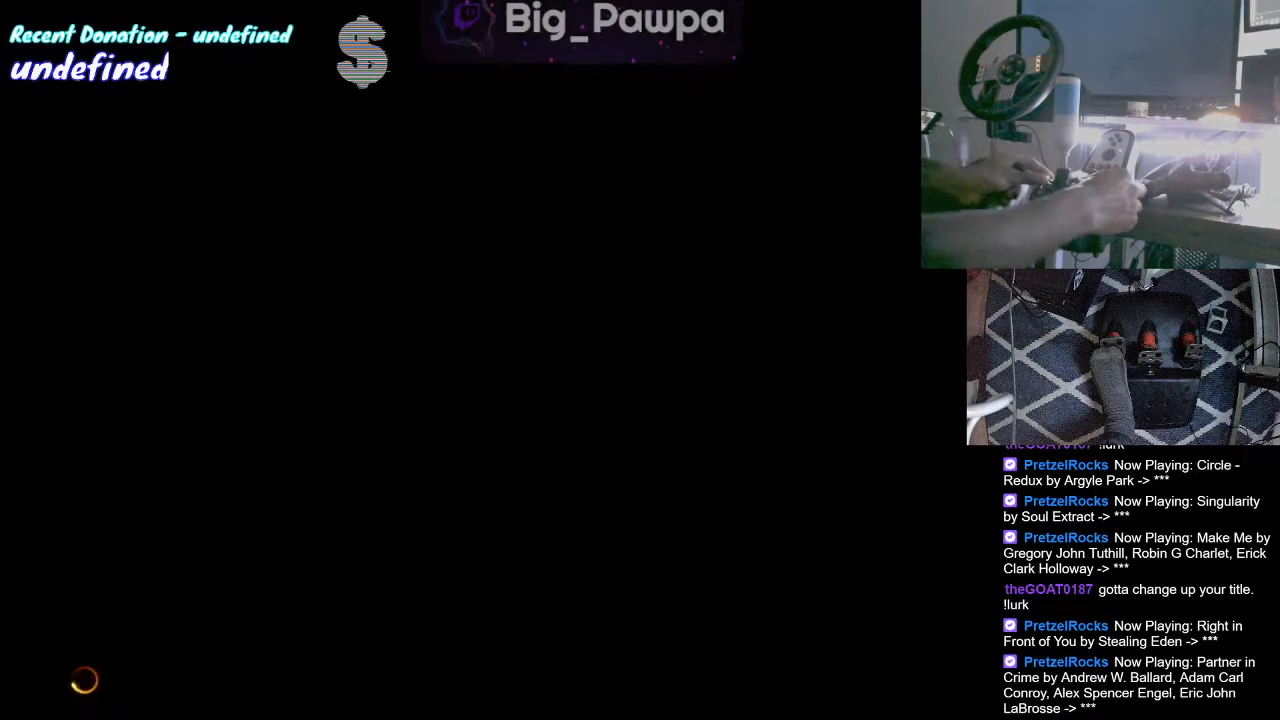 Recent Donation - undefined
undefined
Big_Pawpa
theGOAT0187 !lurk
PretzelRocks Now Playing: Circle -
Redux by Argyle Park -> ***
PretzelRocks Now Playing: Singularity
by Soul Extract -> ***
PretzelRocks Now Playing: Make Me by
Gregory John Tuthill, Robin G Charlet, Erick
Clark Holloway -> ***
theGOAT0187 gotta change up your title.
!lurk
PretzelRocks Now Playing: Right in
Front of You by Stealing Eden -> ***
PretzelRocks Now Playing: Partner in
Crime by Andrew W. Ballard, Adam Carl
Conroy, Alex Spencer Engel, Eric John
LaBrosse -> ***